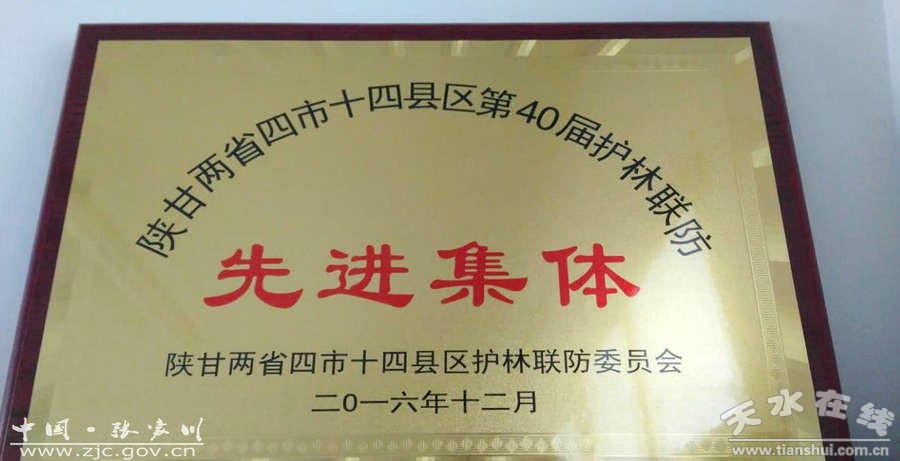 陕甘两省四市十四县区第40届护林联防
先进集体
陕甘两省四市十四县区护林联防委员会
二0一六年十二月
中国·张家川
www.zjc.gov.cn
天水在线
www.tianshui.com.cn